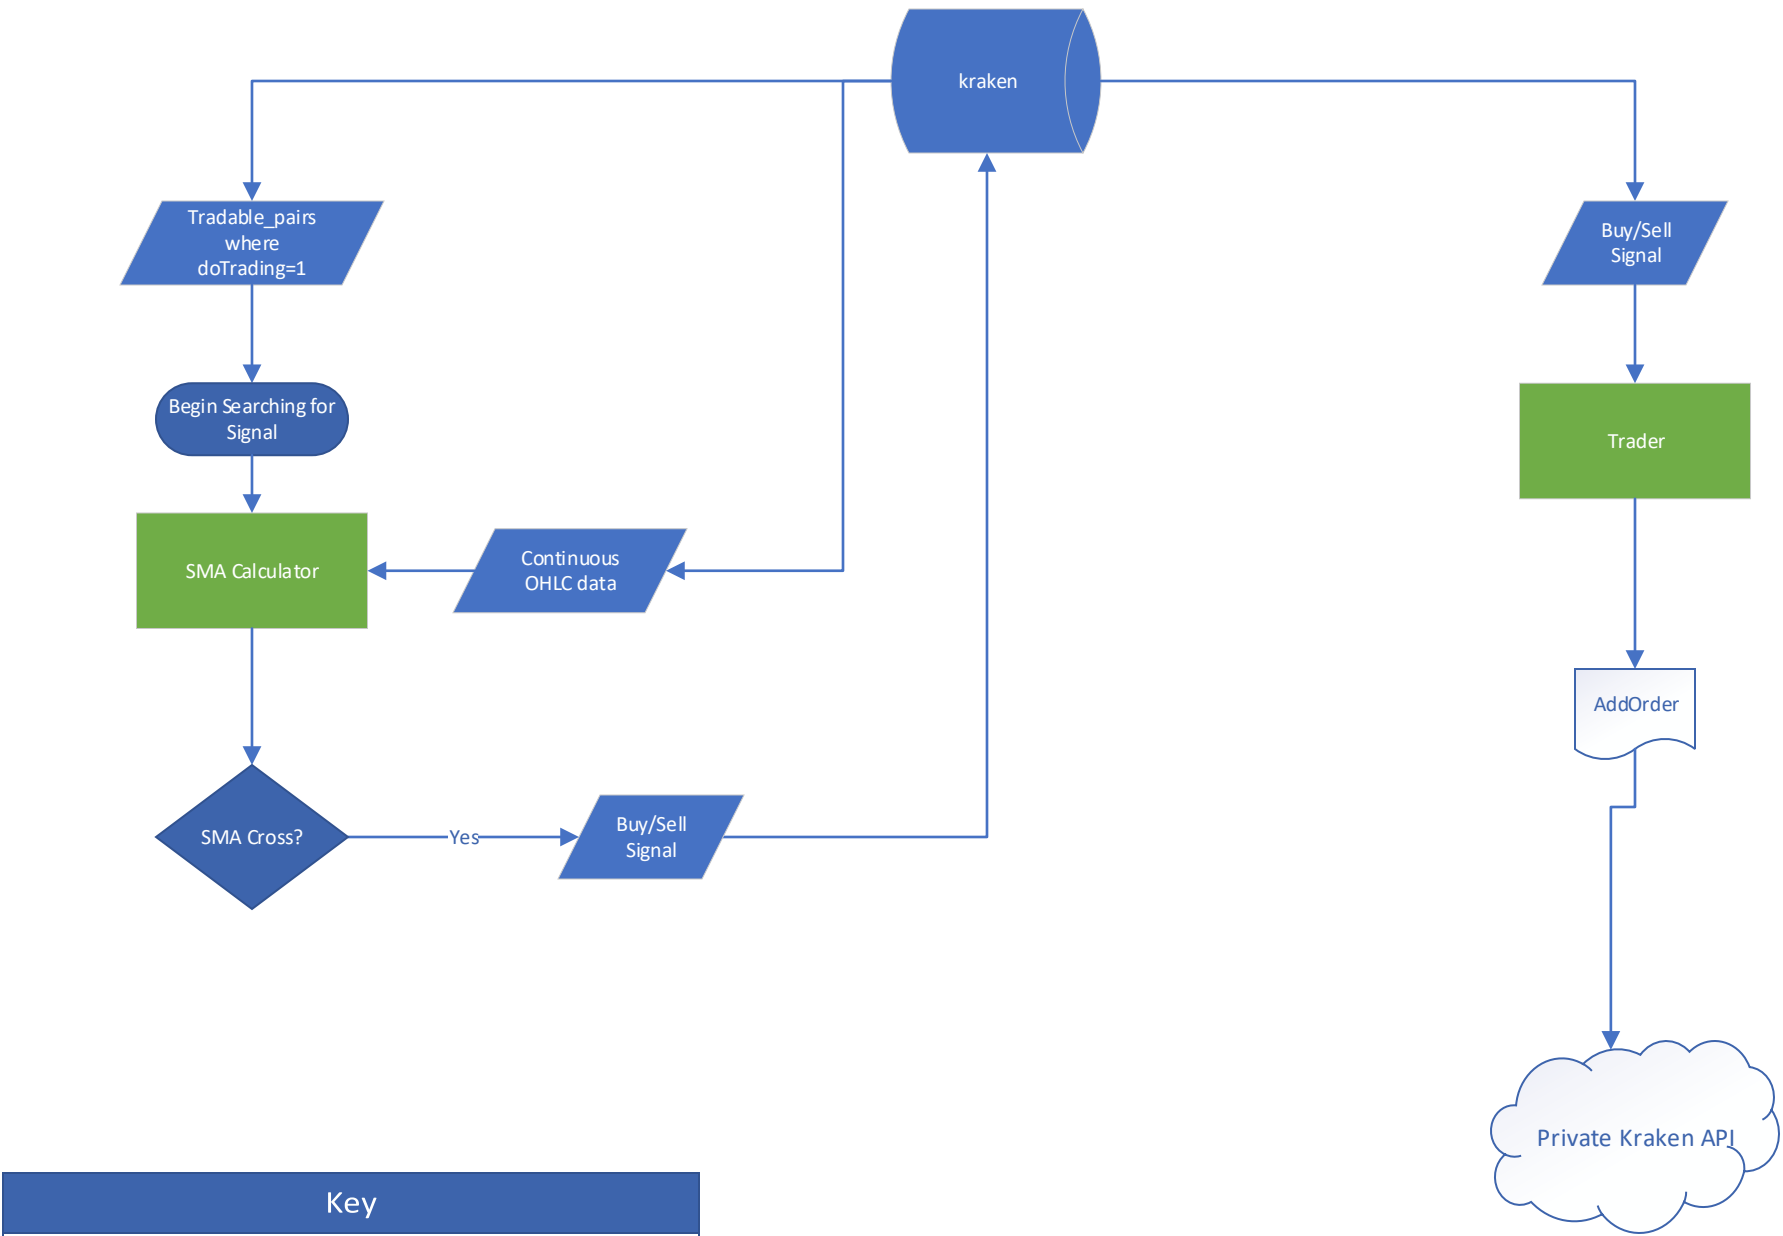 kraken
Tradable_pairs
where
doTrading=1
Buy/Sell
Signal
Begin Searching for
Signal
Trader
SMA Calculator
Continuous
OHLC data
AddOrder
SMA Cross?
Yes
Buy/Sell
Signal
Private Kraken API
Key